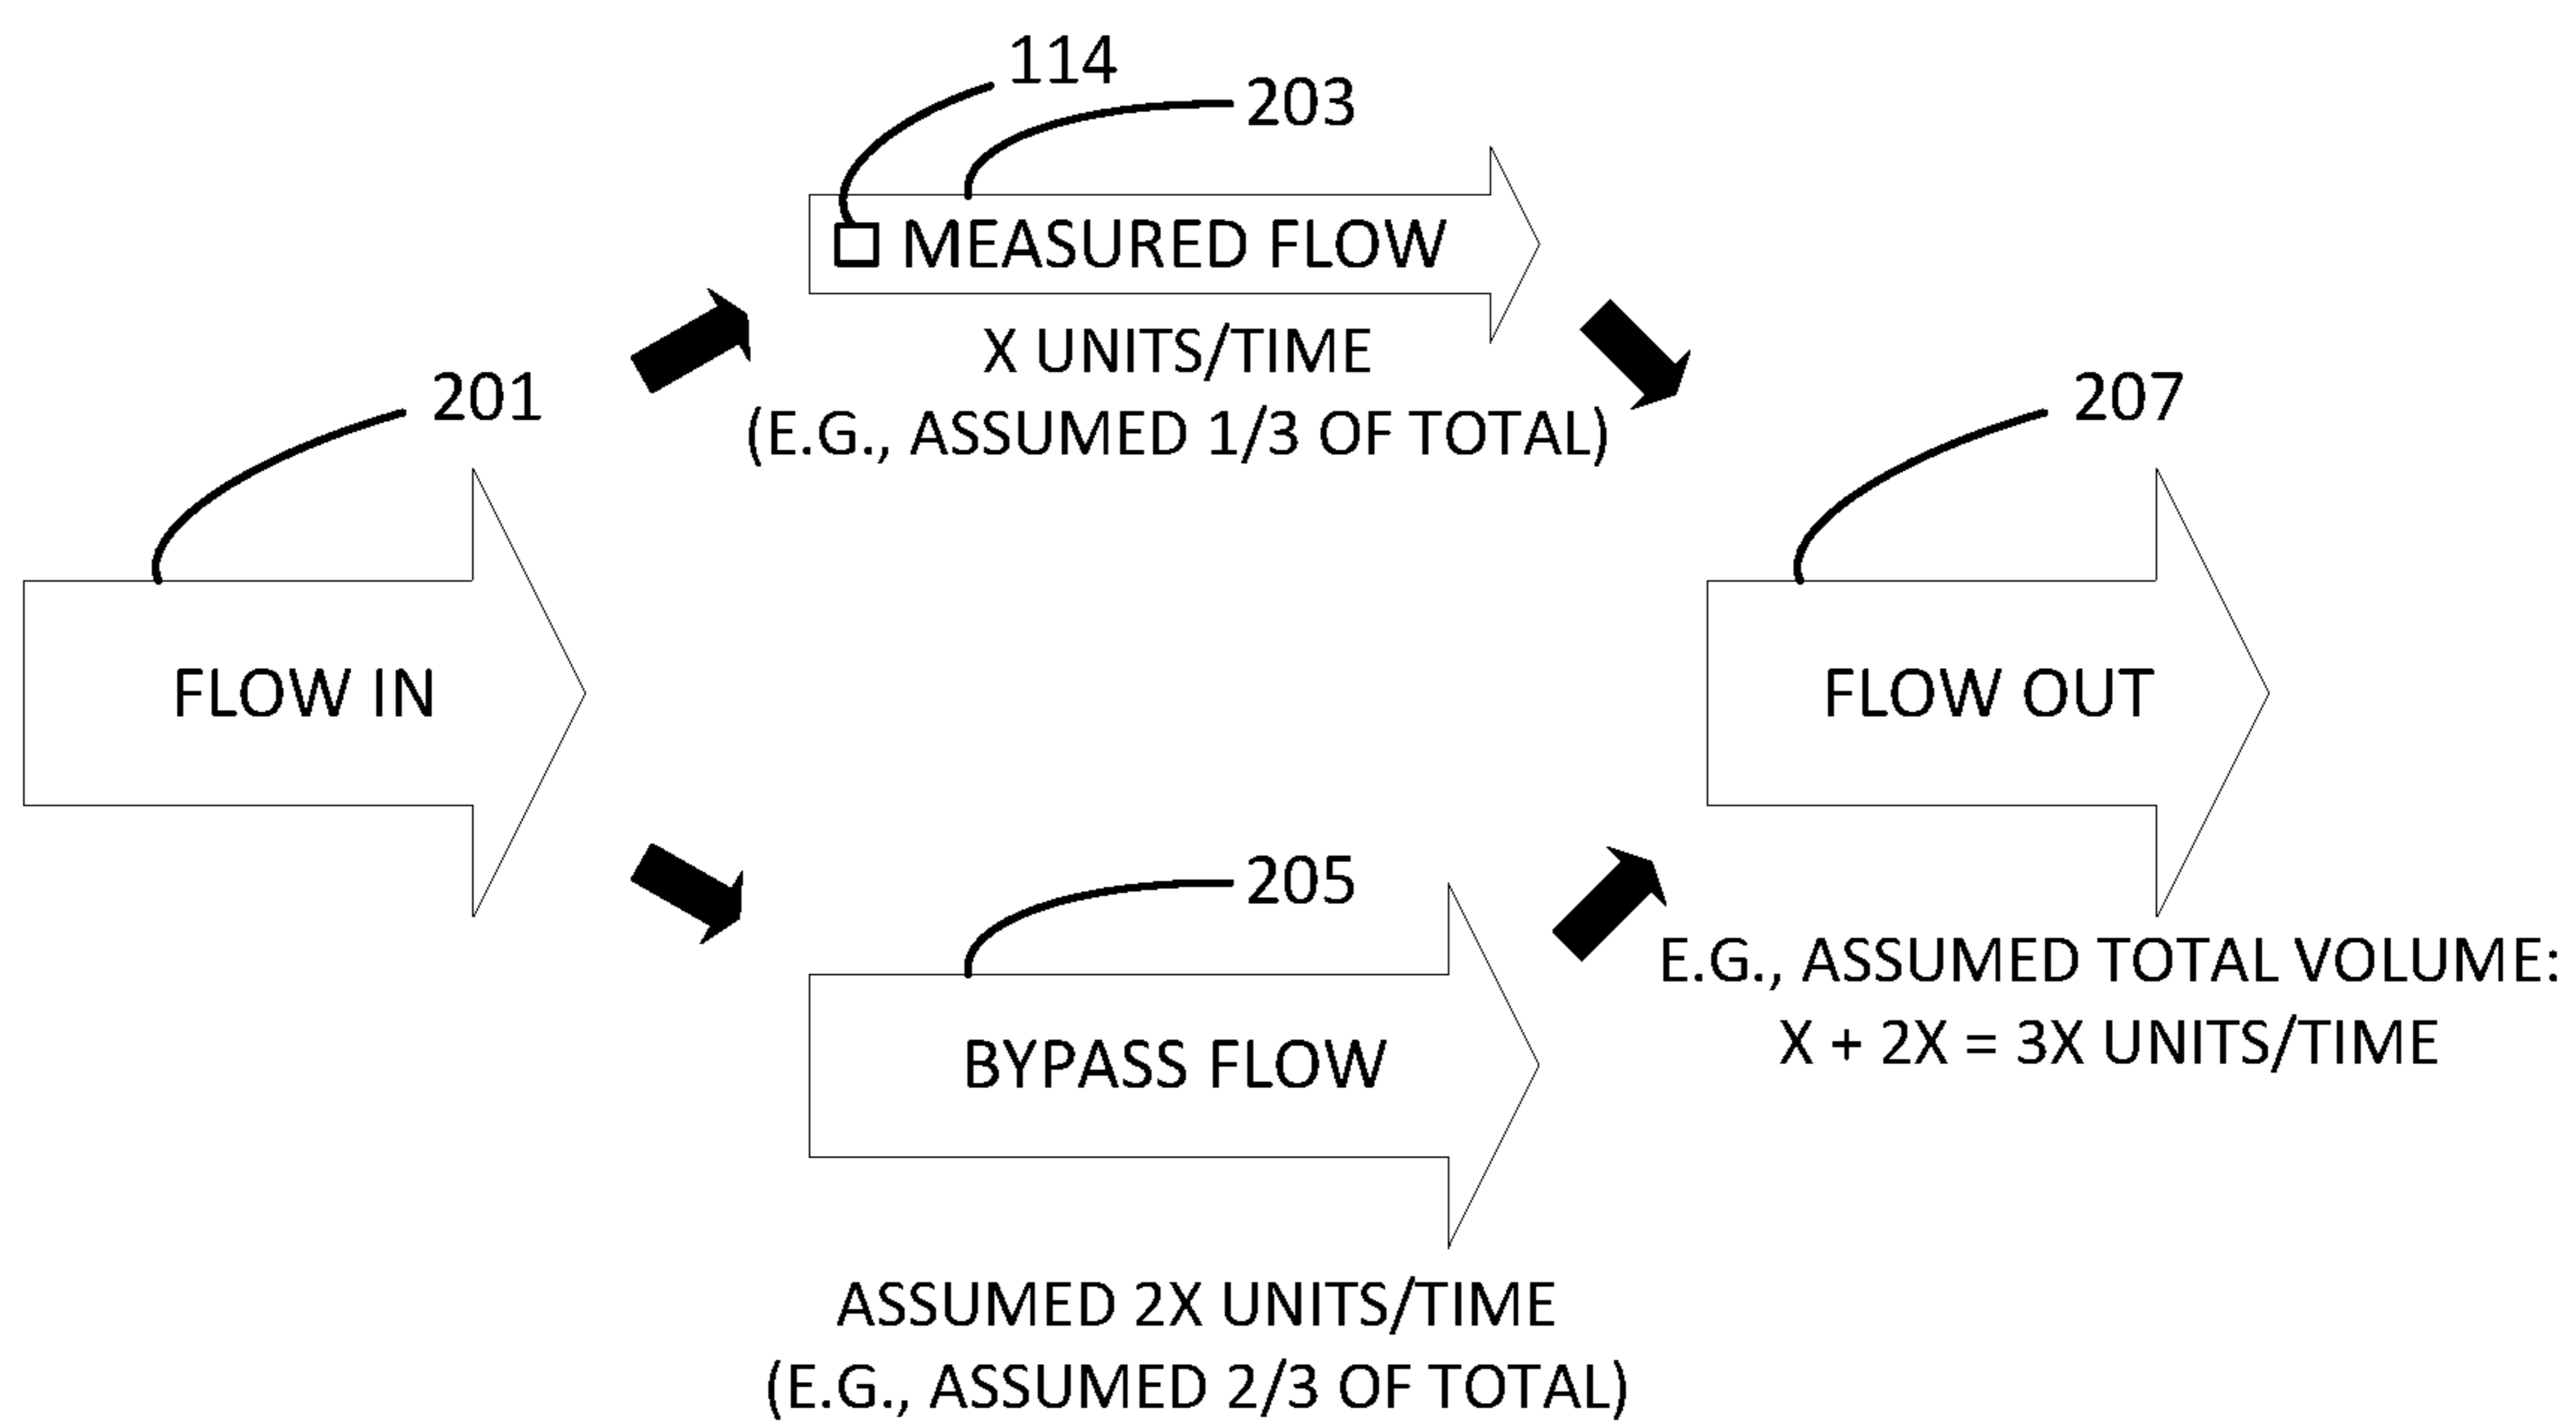 114
203
MEASURED FLOW
X UNITS/TIME
(E.G., ASSUMED 1/3 OF TOTAL)
201
FLOW IN
207
FLOW OUT
205
BYPASS FLOW
E.G., ASSUMED TOTAL VOLUME:
X + 2X = 3X UNITS/TIME
ASSUMED 2X UNITS/TIME
(E.G., ASSUMED 2/3 OF TOTAL)